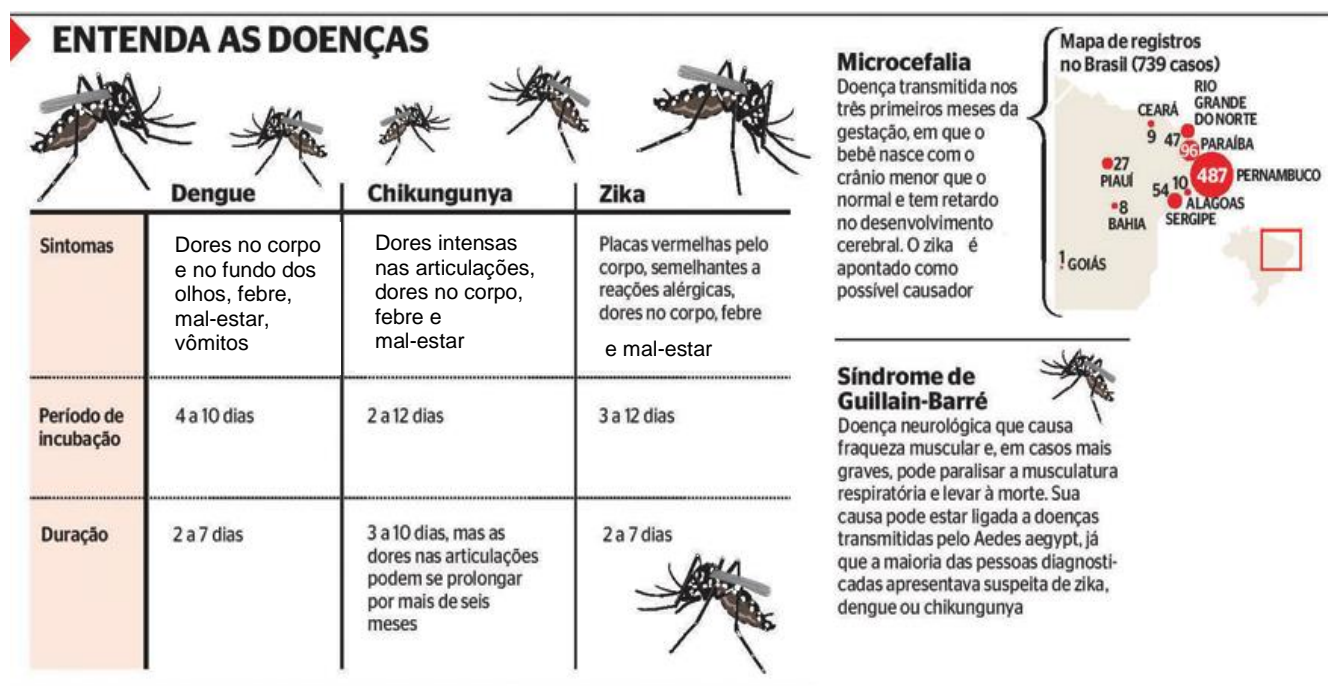 ENTENDA AS DOENÇAS
Dengue
Chikungunya
Zika
Sintomas
Dores no corpo
e no fundo dos
olhos, febre,
mal-estar,
vômitos
Dores intensas
nas articulações,
dores no corpo,
febre e
mal-estar
Placas vermelhas pelo
corpo, semelhantes a
reações alérgicas,
dores no corpo, febre
e mal-estar
Período de
incubação
4 a 10 dias
2 a 12 dias
3 a 12 dias
Duração
2 a 7 dias
3 a 10 dias, mas as
dores nas articulações
podem se prolongar
por mais de seis
meses
2 a 7 dias
Microcefalia
Doença transmitida nos
três primeiros meses da
gestação, em que o
bebê nasce com o
crânio menor que o
normal e tem retardo
no desenvolvimento
cerebral. O zika é
apontado como
possível causador
Mapa de registros
no Brasil (739 casos)
RIO
GRANDE
DO NORTE
47
CEARÁ
9
PARAÍBA
96
27
PIAUÍ
487
PERNAMBUCO
10
ALAGOAS
54
SERGIPE
8
BAHIA
1
GOIÁS
Síndrome de
Guillain-Barré
Doença neurológica que causa
fraqueza muscular e, em casos mais
graves, pode paralisar a musculatura
respiratória e levar à morte. Sua
causa pode estar ligada a doenças
transmitidas pelo Aedes aegypt, já
que a maioria das pessoas diagnosti-
cadas apresentava suspeita de zika,
dengue ou chikungunya